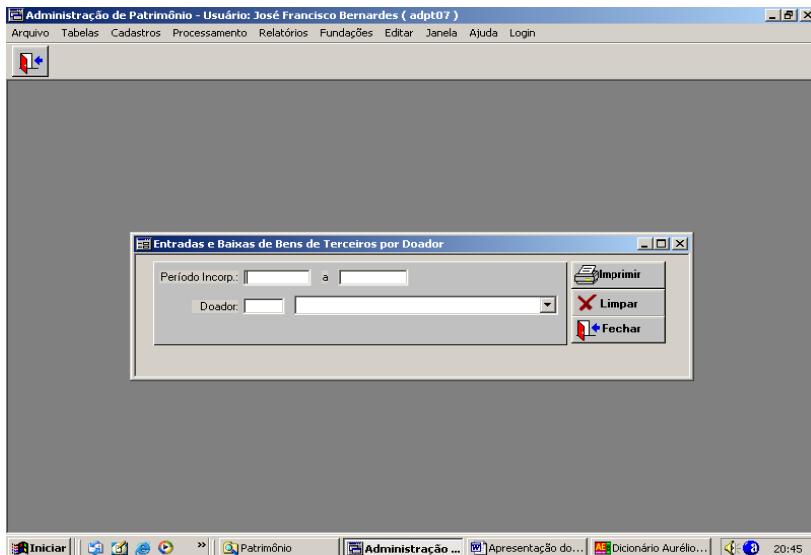 Administração de Patrimônio - Usuário: José Francisco Bernardes ( adpt07 )
Arquivo Tabelas Cadastros Processamento Relatórios Fundações Editar Janela Ajuda Login
Entradas e Baixas de Bens de Terceiros por Doador
Período Incorp.: a
Imprimir
Doador:
Limpar
Fechar
Iniciar » Patrimônio Administração ... Apresentação do... Dicionário Aurélio... 20:45